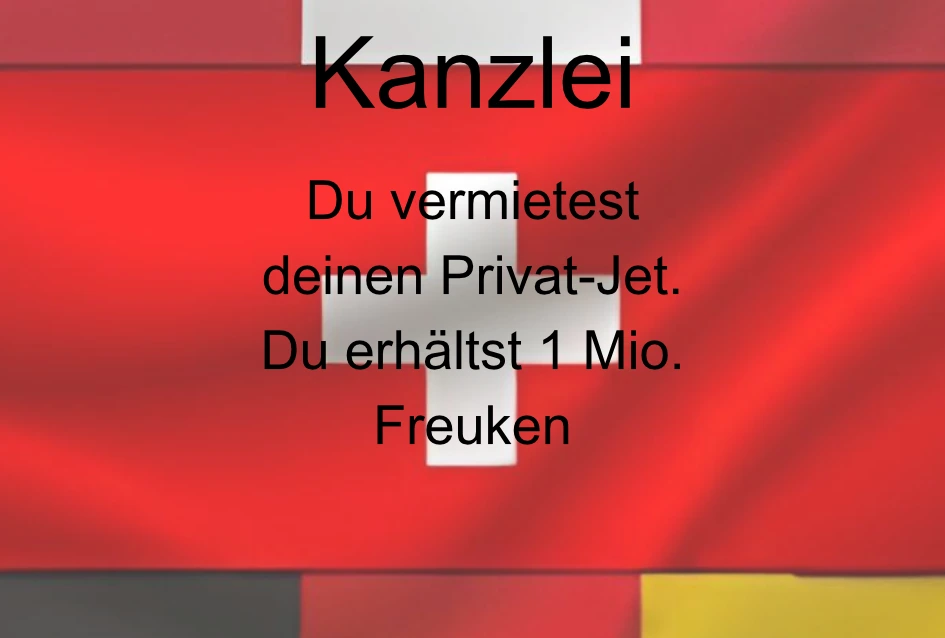 Kanzlei
Du vermietest
deinen Privat-Jet.
Du erhältst 1 Mio.
Freuken